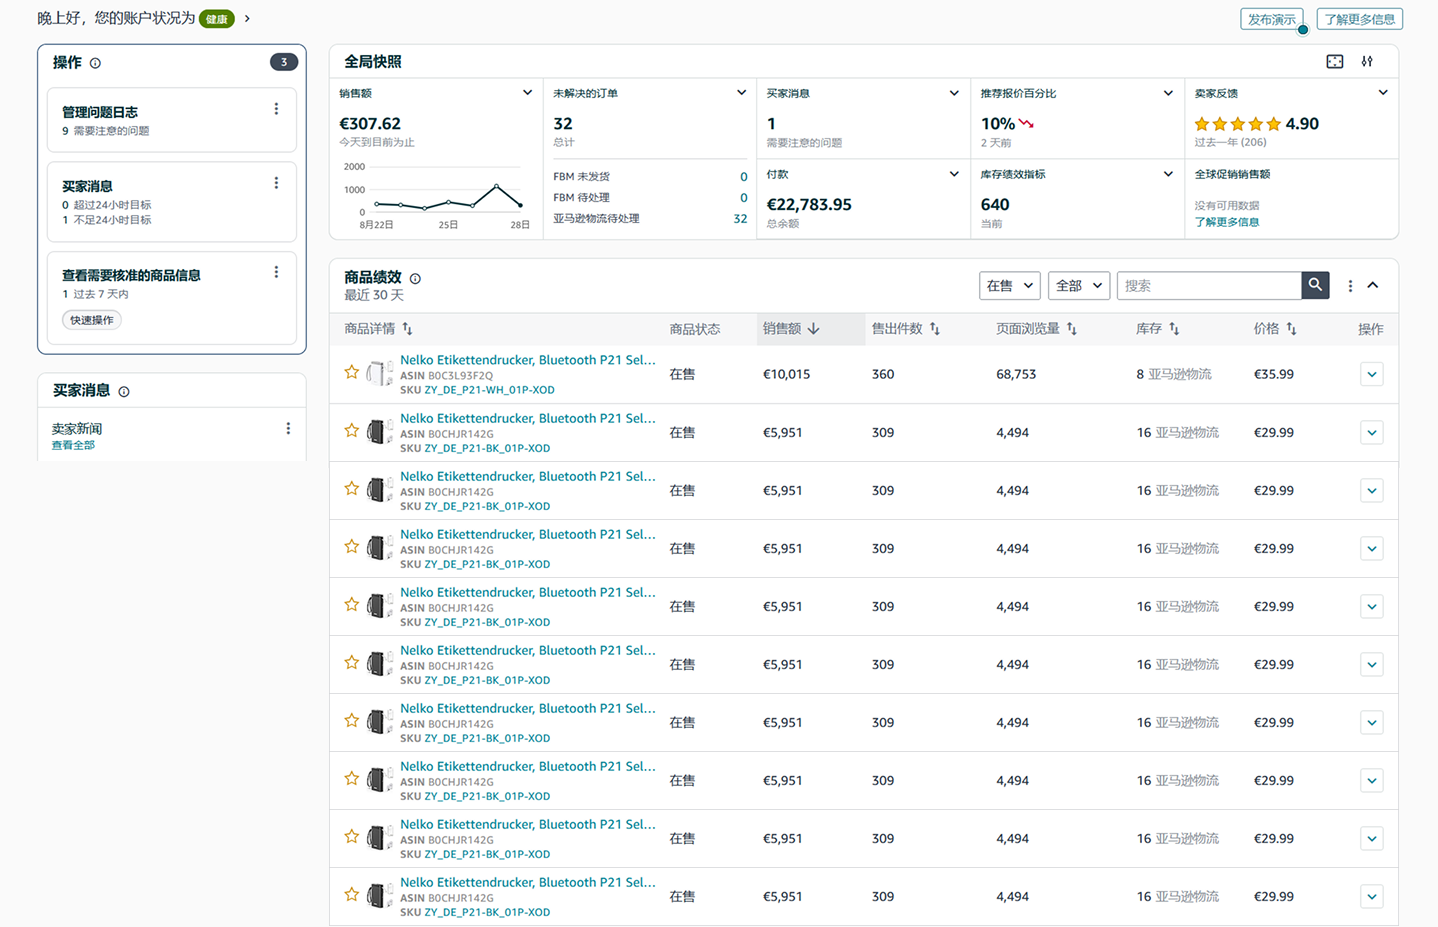 晚上好，您的账户状况为 健康
发布演示
了解更多信息
操作
3
管理问题日志
9 需要注意的问题
买家消息
0 超过24小时目标
1 不足24小时目标
查看需要核准的商品信息
1 过去 7 天内
快速操作
买家消息
卖家新闻
查看全部
全局快照
销售额
€307.62
今天到目前为止
2000
1000
0
8月22日 25日 28日
未解决的订单
32
总计
FBM 未发货 0
FBM 待处理 0
亚马逊物流待处理 32
买家消息
1
需要注意的问题
推荐报价百分比
10%
2 天前
卖家反馈
4.90
过去一年 (206)
付款
€22,783.95
总余额
库存绩效指标
640
当前
全球促销销售额
没有可用数据
了解更多信息
商品绩效
最近 30 天
在售 全部 搜索
商品详情 商品状态 销售额 售出件数 页面浏览量 库存 价格 操作
Nelko Etikettendrucker, Bluetooth P21 Sel...
ASIN B0C3L93F2Q
SKU ZY_DE_P21-WH_01P-XOD
在售 €10,015 360 68,753 8 亚马逊物流 €35.99
Nelko Etikettendrucker, Bluetooth P21 Sel...
ASIN B0CHJR142G
SKU ZY_DE_P21-BK_01P-XOD
在售 €5,951 309 4,494 16 亚马逊物流 €29.99
Nelko Etikettendrucker, Bluetooth P21 Sel...
ASIN B0CHJR142G
SKU ZY_DE_P21-BK_01P-XOD
在售 €5,951 309 4,494 16 亚马逊物流 €29.99
Nelko Etikettendrucker, Bluetooth P21 Sel...
ASIN B0CHJR142G
SKU ZY_DE_P21-BK_01P-XOD
在售 €5,951 309 4,494 16 亚马逊物流 €29.99
Nelko Etikettendrucker, Bluetooth P21 Sel...
ASIN B0CHJR142G
SKU ZY_DE_P21-BK_01P-XOD
在售 €5,951 309 4,494 16 亚马逊物流 €29.99
Nelko Etikettendrucker, Bluetooth P21 Sel...
ASIN B0CHJR142G
SKU ZY_DE_P21-BK_01P-XOD
在售 €5,951 309 4,494 16 亚马逊物流 €29.99
Nelko Etikettendrucker, Bluetooth P21 Sel...
ASIN B0CHJR142G
SKU ZY_DE_P21-BK_01P-XOD
在售 €5,951 309 4,494 16 亚马逊物流 €29.99
Nelko Etikettendrucker, Bluetooth P21 Sel...
ASIN B0CHJR142G
SKU ZY_DE_P21-BK_01P-XOD
在售 €5,951 309 4,494 16 亚马逊物流 €29.99
Nelko Etikettendrucker, Bluetooth P21 Sel...
ASIN B0CHJR142G
SKU ZY_DE_P21-BK_01P-XOD
在售 €5,951 309 4,494 16 亚马逊物流 €29.99
Nelko Etikettendrucker, Bluetooth P21 Sel...
ASIN B0CHJR142G
SKU ZY_DE_P21-BK_01P-XOD
在售 €5,951 309 4,494 16 亚马逊物流 €29.99